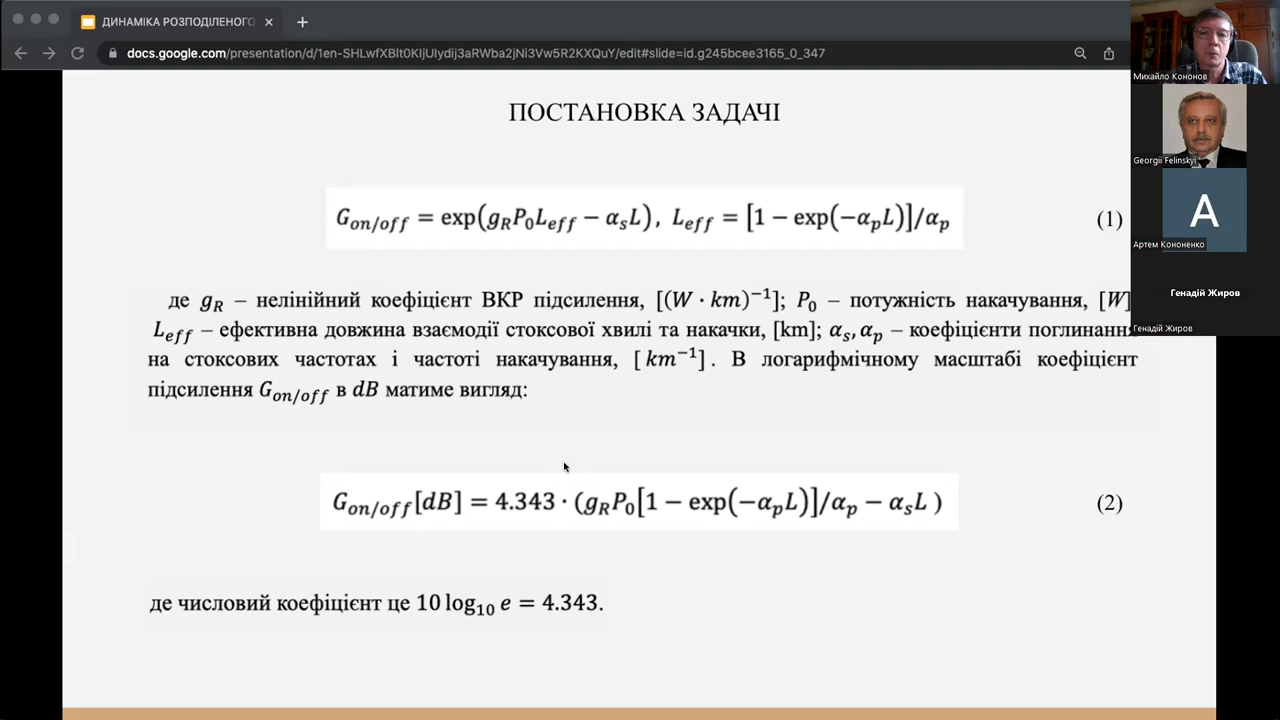 ДИНАМІКА РОЗПОДІЛЕНОГО
docs.google.com/presentation/d/1en-SHLwfXBlt0KIjUlydij3aRWba2jNi3Vw5R2KXQuY/edit#slide=id.g245bcee3165_0_347
ПОСТАНОВКА ЗАДАЧІ
G_{on/off} = exp(g_R P_0 L_{eff} − α_s L), L_{eff} = [1 − exp(−α_p L)]/α_p (1)
де g_R – нелінійний коефіцієнт ВКР підсилення, [(W · km)^{−1}]; P_0 – потужність накачування, [W]
L_{eff} – ефективна довжина взаємодії стоксової хвилі та накачки, [km]; α_s, α_p – коефіцієнти поглинання
на стоксових частотах і частоті накачування, [km^{−1}]. В логарифмічному масштабі коефіцієнт
підсилення G_{on/off} в dB матиме вигляд:
G_{on/off}[dB] = 4.343 · (g_R P_0[1 − exp(−α_p L)]/α_p − α_s L ) (2)
де числовий коефіцієнт це 10 log_{10} e = 4.343.
Михайло Кононов
Georgii Felinskyi
А
Артем Кононенко
Генадій Жиров
Генадій Жиров